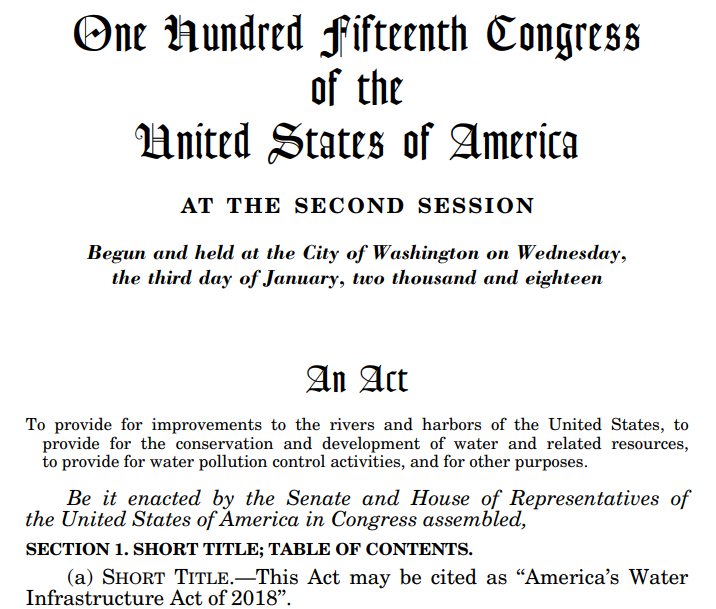 One Hundred Fifteenth Congress
of the
United States of America
AT THE SECOND SESSION
Begun and held at the City of Washington on Wednesday,
the third day of January, two thousand and eighteen
An Act
To provide for improvements to the rivers and harbors of the United States, to
provide for the conservation and development of water and related resources,
to provide for water pollution control activities, and for other purposes.
Be it enacted by the Senate and House of Representatives of
the United States of America in Congress assembled,
SECTION 1. SHORT TITLE; TABLE OF CONTENTS.
(a) SHORT TITLE.—This Act may be cited as “America’s Water
Infrastructure Act of 2018”.